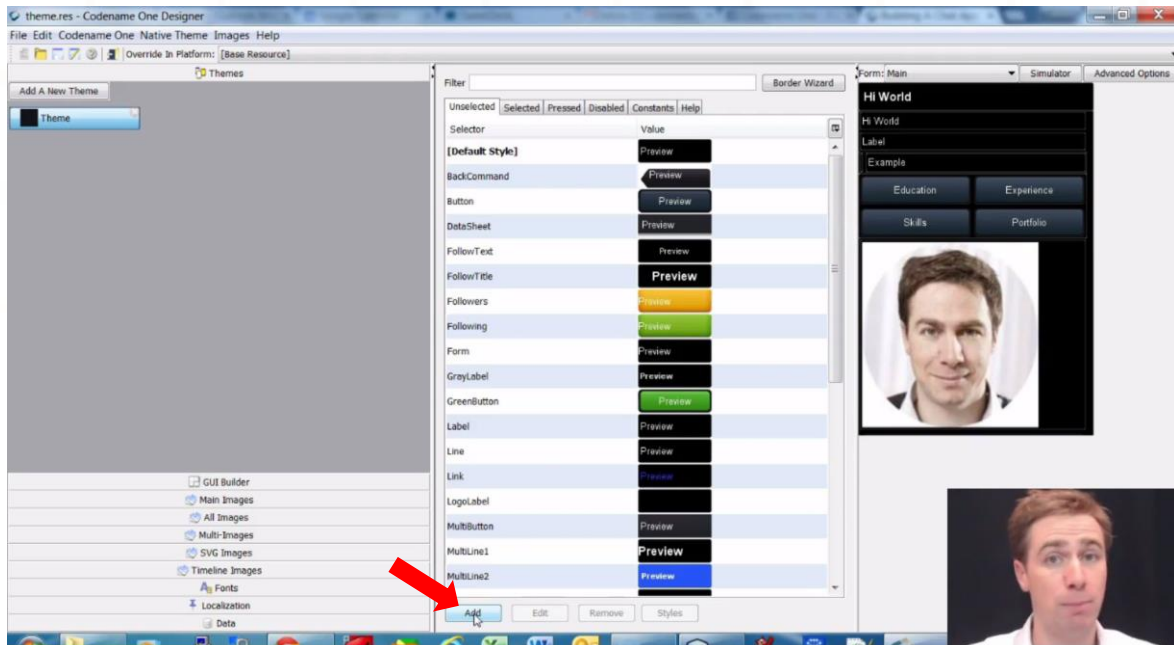 theme.res - Codename One Designer
File Edit Codename One Native Theme Images Help
Override In Platform: [Base Resource]
Themes
Add A New Theme
Theme
GUI Builder
Main Images
All Images
Multi-Images
SVG Images
Timeline Images
Fonts
Localization
Data
Filter
Border Wizard
Unselected Selected Pressed Disabled Constants Help
Selector Value
[Default Style] Preview
BackCommand Preview
Button Preview
DataSheet Preview
FollowText Preview
FollowTitle Preview
Followers Preview
Following Preview
Form Preview
GrayLabel Preview
GreenButton Preview
Label Preview
Line Preview
Link Preview
LogoLabel
MultiButton Preview
MultiLine1 Preview
MultiLine2 Preview
Add Edit Remove Styles
Form: Main Simulator Advanced Options
Hi World
Hi World
Label
Example
Education Experience
Skills Portfolio